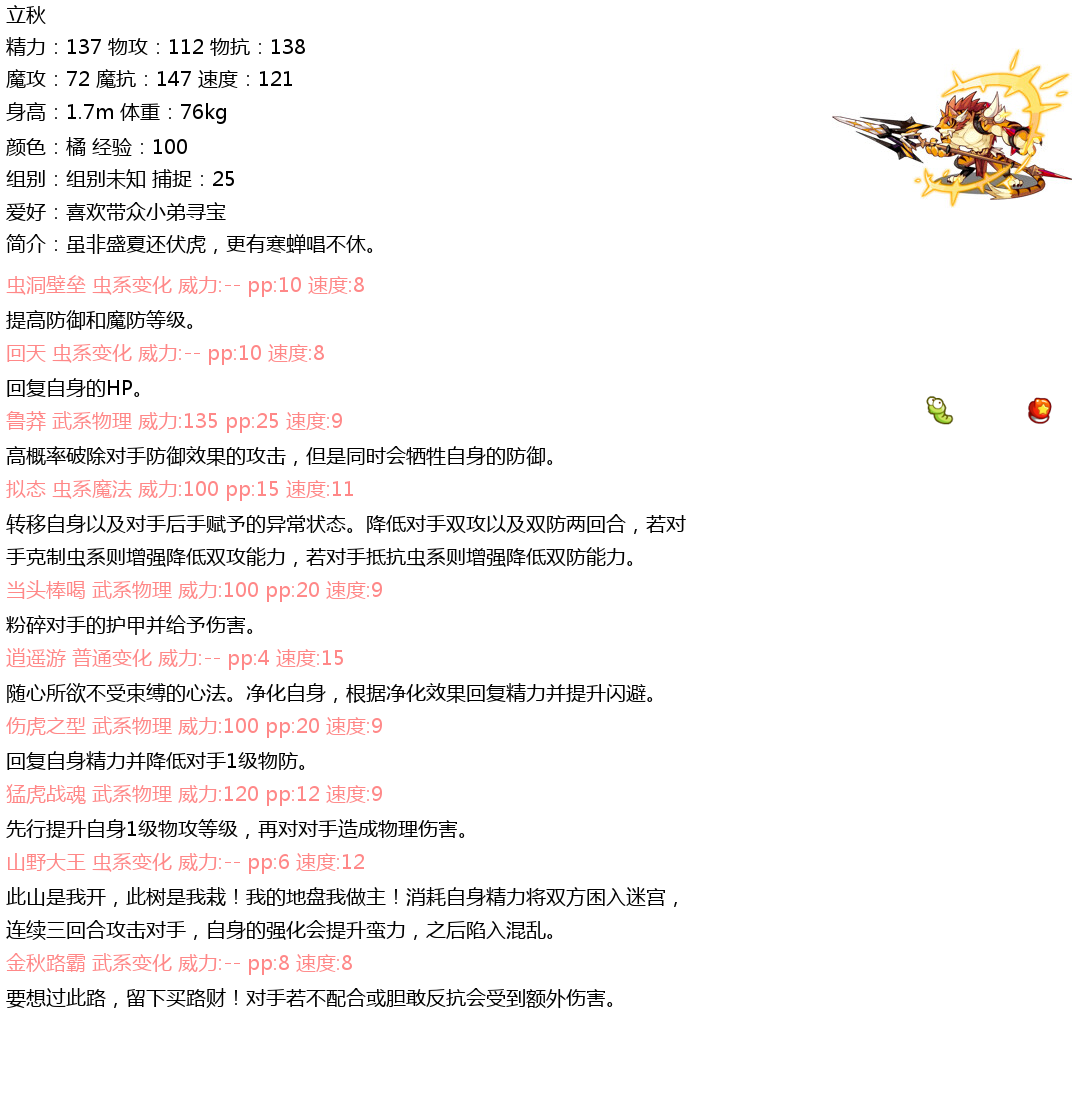 立秋
精力：137 物攻：112 物抗：138
魔攻：72 魔抗：147 速度：121
身高：1.7m 体重：76kg
颜色：橘 经验：100
组别：组别未知 捕捉：25
爱好：喜欢带众小弟寻宝
简介：虽非盛夏还伏虎，更有寒蝉唱不休。
虫洞壁垒 虫系变化 威力:-- pp:10 速度:8
提高防御和魔防等级。
回天 虫系变化 威力:-- pp:10 速度:8
回复自身的HP。
鲁莽 武系物理 威力:135 pp:25 速度:9
高概率破除对手防御效果的攻击，但是同时会牺牲自身的防御。
拟态 虫系魔法 威力:100 pp:15 速度:11
转移自身以及对手后手赋予的异常状态。降低对手双攻以及双防两回合，若对
手克制虫系则增强降低双攻能力，若对手抵抗虫系则增强降低双防能力。
当头棒喝 武系物理 威力:100 pp:20 速度:9
粉碎对手的护甲并给予伤害。
逍遥游 普通变化 威力:-- pp:4 速度:15
随心所欲不受束缚的心法。净化自身，根据净化效果回复精力并提升闪避。
伤虎之型 武系物理 威力:100 pp:20 速度:9
回复自身精力并降低对手1级物防。
猛虎战魂 武系物理 威力:120 pp:12 速度:9
先行提升自身1级物攻等级，再对对手造成物理伤害。
山野大王 虫系变化 威力:-- pp:6 速度:12
此山是我开，此树是我栽！我的地盘我做主！消耗自身精力将双方困入迷宫，
连续三回合攻击对手，自身的强化会提升蛮力，之后陷入混乱。
金秋路霸 武系变化 威力:-- pp:8 速度:8
要想过此路，留下买路财！对手若不配合或胆敢反抗会受到额外伤害。